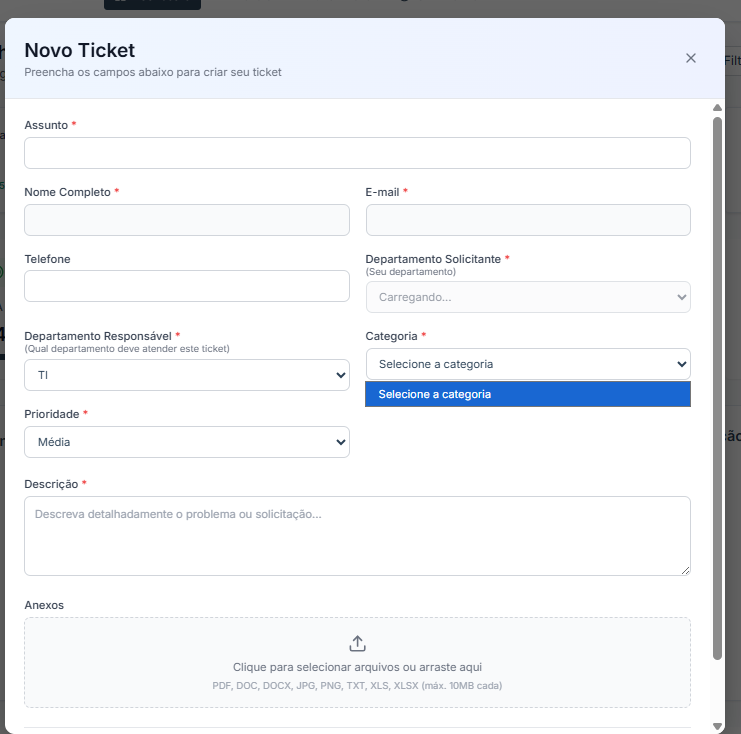 Novo Ticket
Preencha os campos abaixo para criar seu ticket
Filt
Assunto *
Nome Completo *
E-mail *
Telefone
Departamento Solicitante *
(Seu departamento)
Carregando...
Departamento Responsável *
(Qual departamento deve atender este ticket)
TI
Categoria *
Selecione a categoria
Selecione a categoria
Prioridade *
Média
Descrição *
Descreva detalhadamente o problema ou solicitação...
Anexos
Clique para selecionar arquivos ou arraste aqui
PDF, DOC, DOCX, JPG, PNG, TXT, XLS, XLSX (máx. 10MB cada)